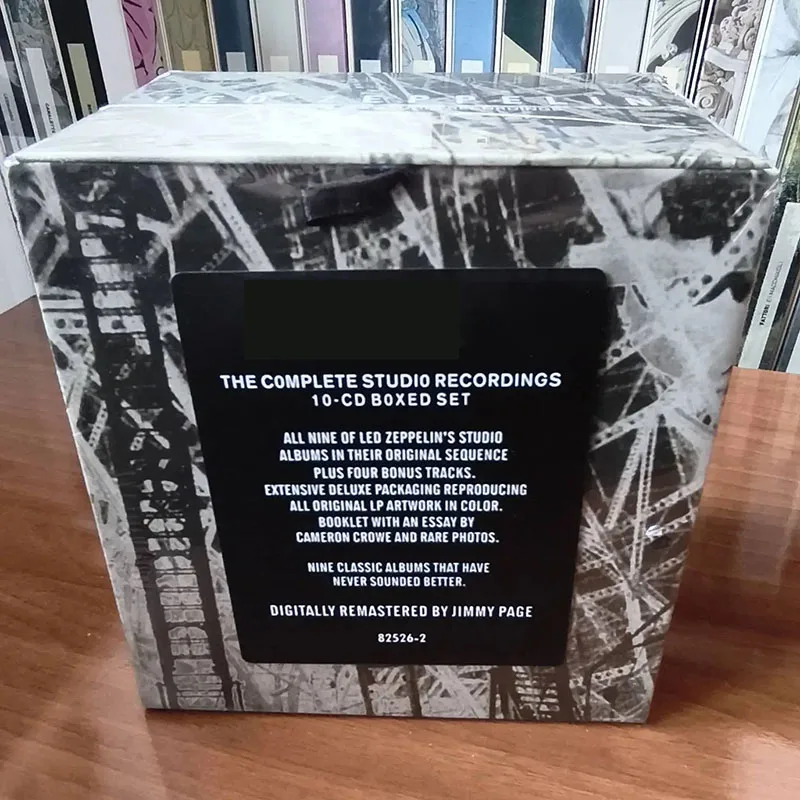 LED ZEPPELIN
THE COMPLETE STUDIO RECORDINGS
10-CD BOXED SET
ALL NINE OF LED ZEPPELIN'S STUDIO
ALBUMS IN THEIR ORIGINAL SEQUENCE
PLUS FOUR BONUS TRACKS.
EXTENSIVE DELUXE PACKAGING REPRODUCING
ALL ORIGINAL LP ARTWORK IN COLOR.
BOOKLET WITH AN ESSAY BY
CAMERON CROWE AND RARE PHOTOS.
NINE CLASSIC ALBUMS THAT HAVE
NEVER SOUNDED BETTER.
DIGITALLY REMASTERED BY JIMMY PAGE
82526-2
FATTORI